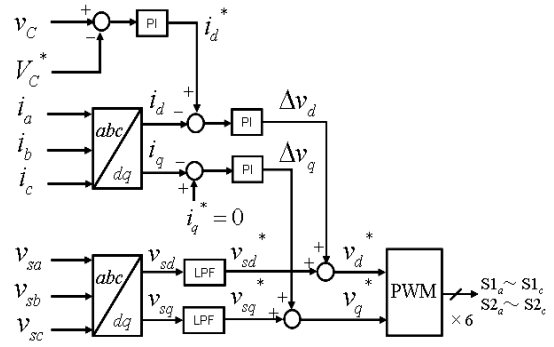 v_C + PI i_d^*
−
V_C^*
+
i_a i_d − PI Δv_d
i_b abc
i_q − PI Δv_q
i_c dq +
i_q^* = 0
v_sa v_sd LPF v_sd^* + + v_d^*
abc PWM S1_a ~ S1_c
v_sb S2_a ~ S2_c
v_sq LPF v_sq^* + + v_q^* ×6
v_sc dq